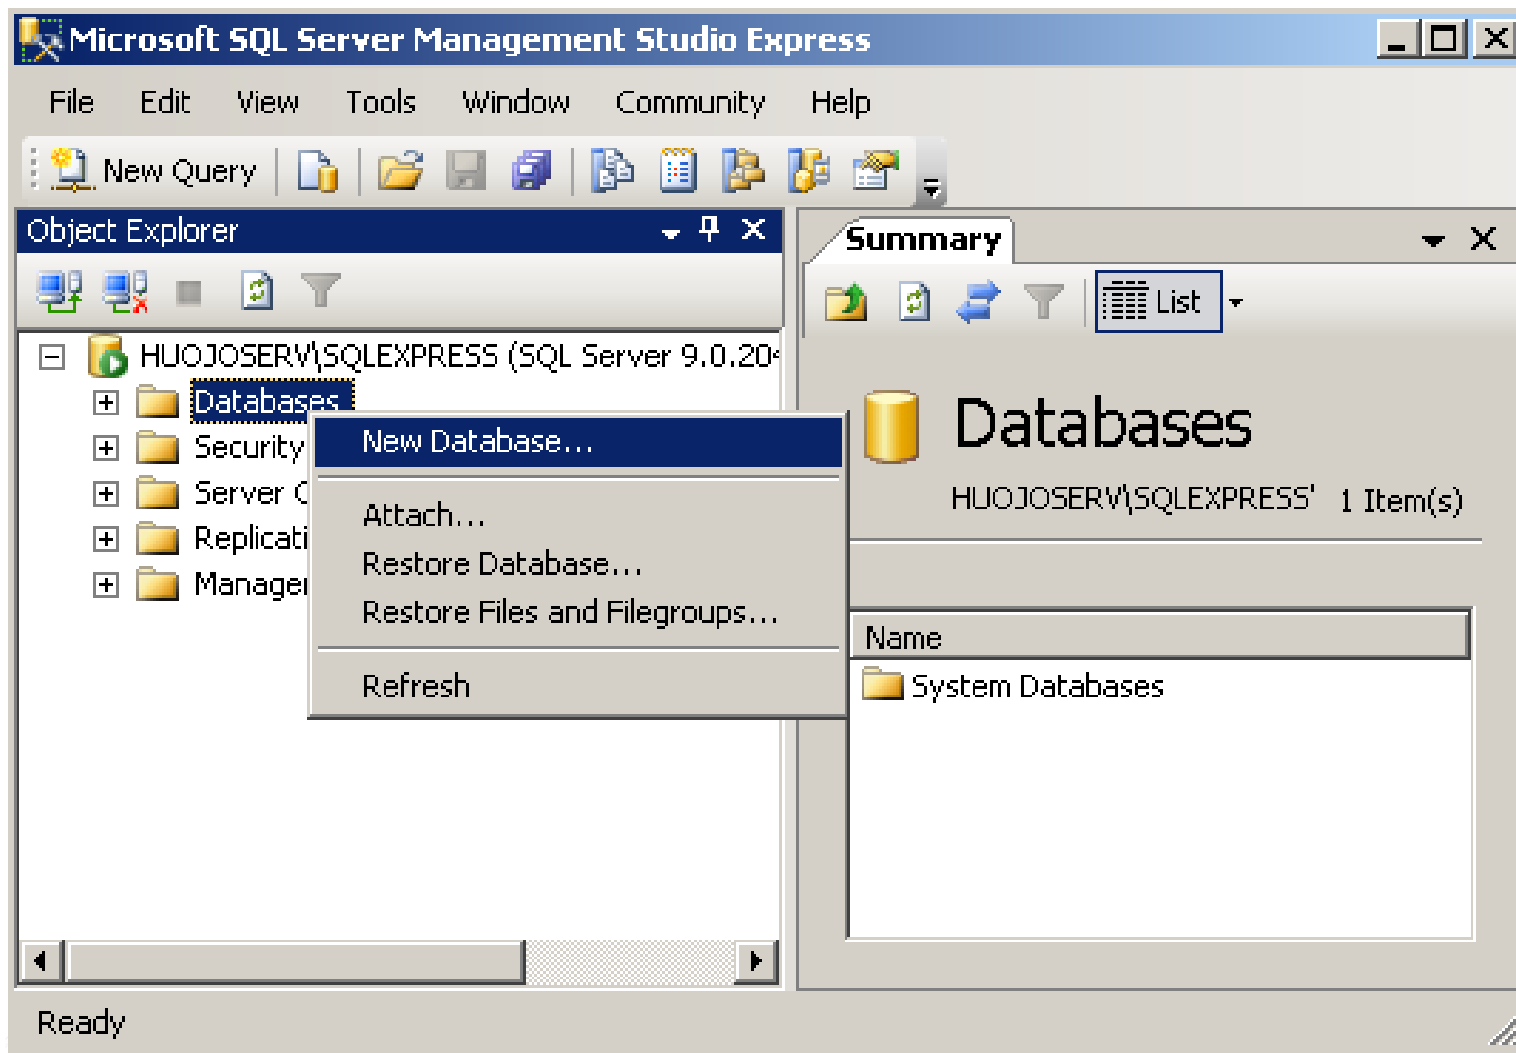 Microsoft SQL Server Management Studio Express
File Edit View Tools Window Community Help
New Query
Object Explorer
HUOJOSERV\SQLEXPRESS (SQL Server 9.0.20
Databases
Security
Server
Replicati
Manage
New Database...
Attach...
Restore Database...
Restore Files and Filegroups...
Refresh
Summary
List
Databases
HUOJOSERV\SQLEXPRESS' 1 Item(s)
Name
System Databases
Ready